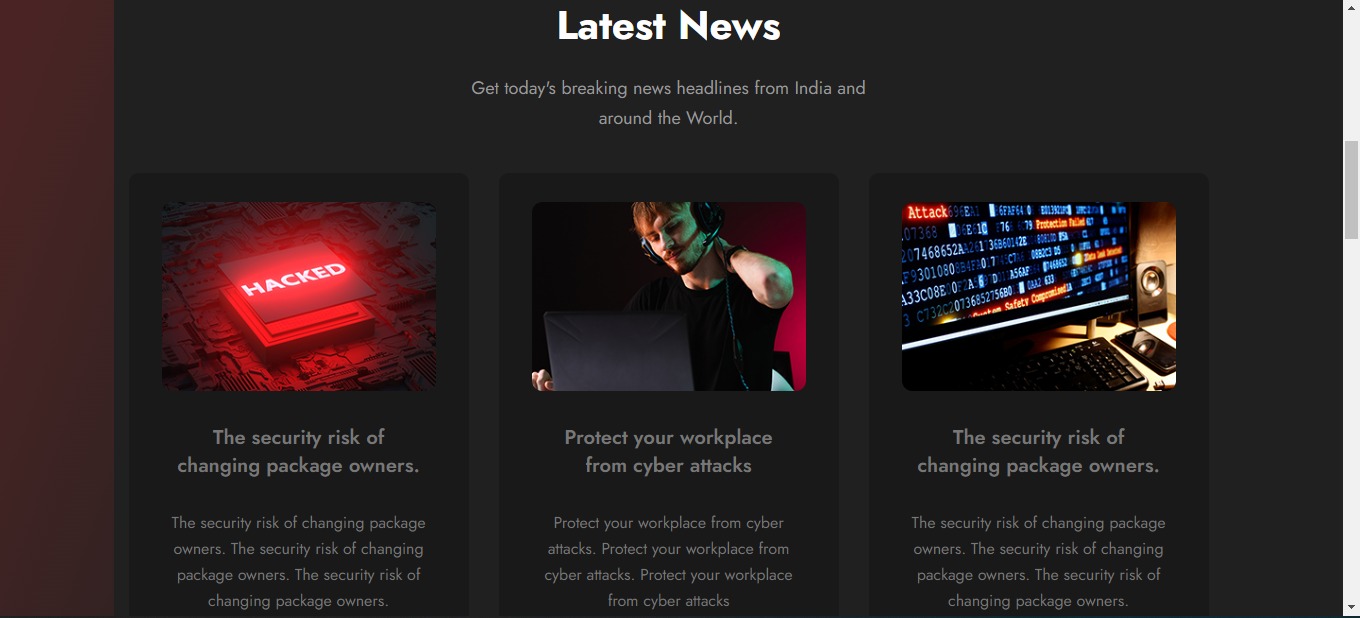 Latest News
Get today's breaking news headlines from India and
around the World.
HACKED
Attack
Protection Failed
System Safety Compromised
The security risk of
changing package owners.
Protect your workplace
from cyber attacks
The security risk of
changing package owners.
The security risk of changing package
owners. The security risk of changing
package owners. The security risk of
changing package owners.
Protect your workplace from cyber
attacks. Protect your workplace from
cyber attacks. Protect your workplace
from cyber attacks
The security risk of changing package
owners. The security risk of changing
package owners. The security risk of
changing package owners.